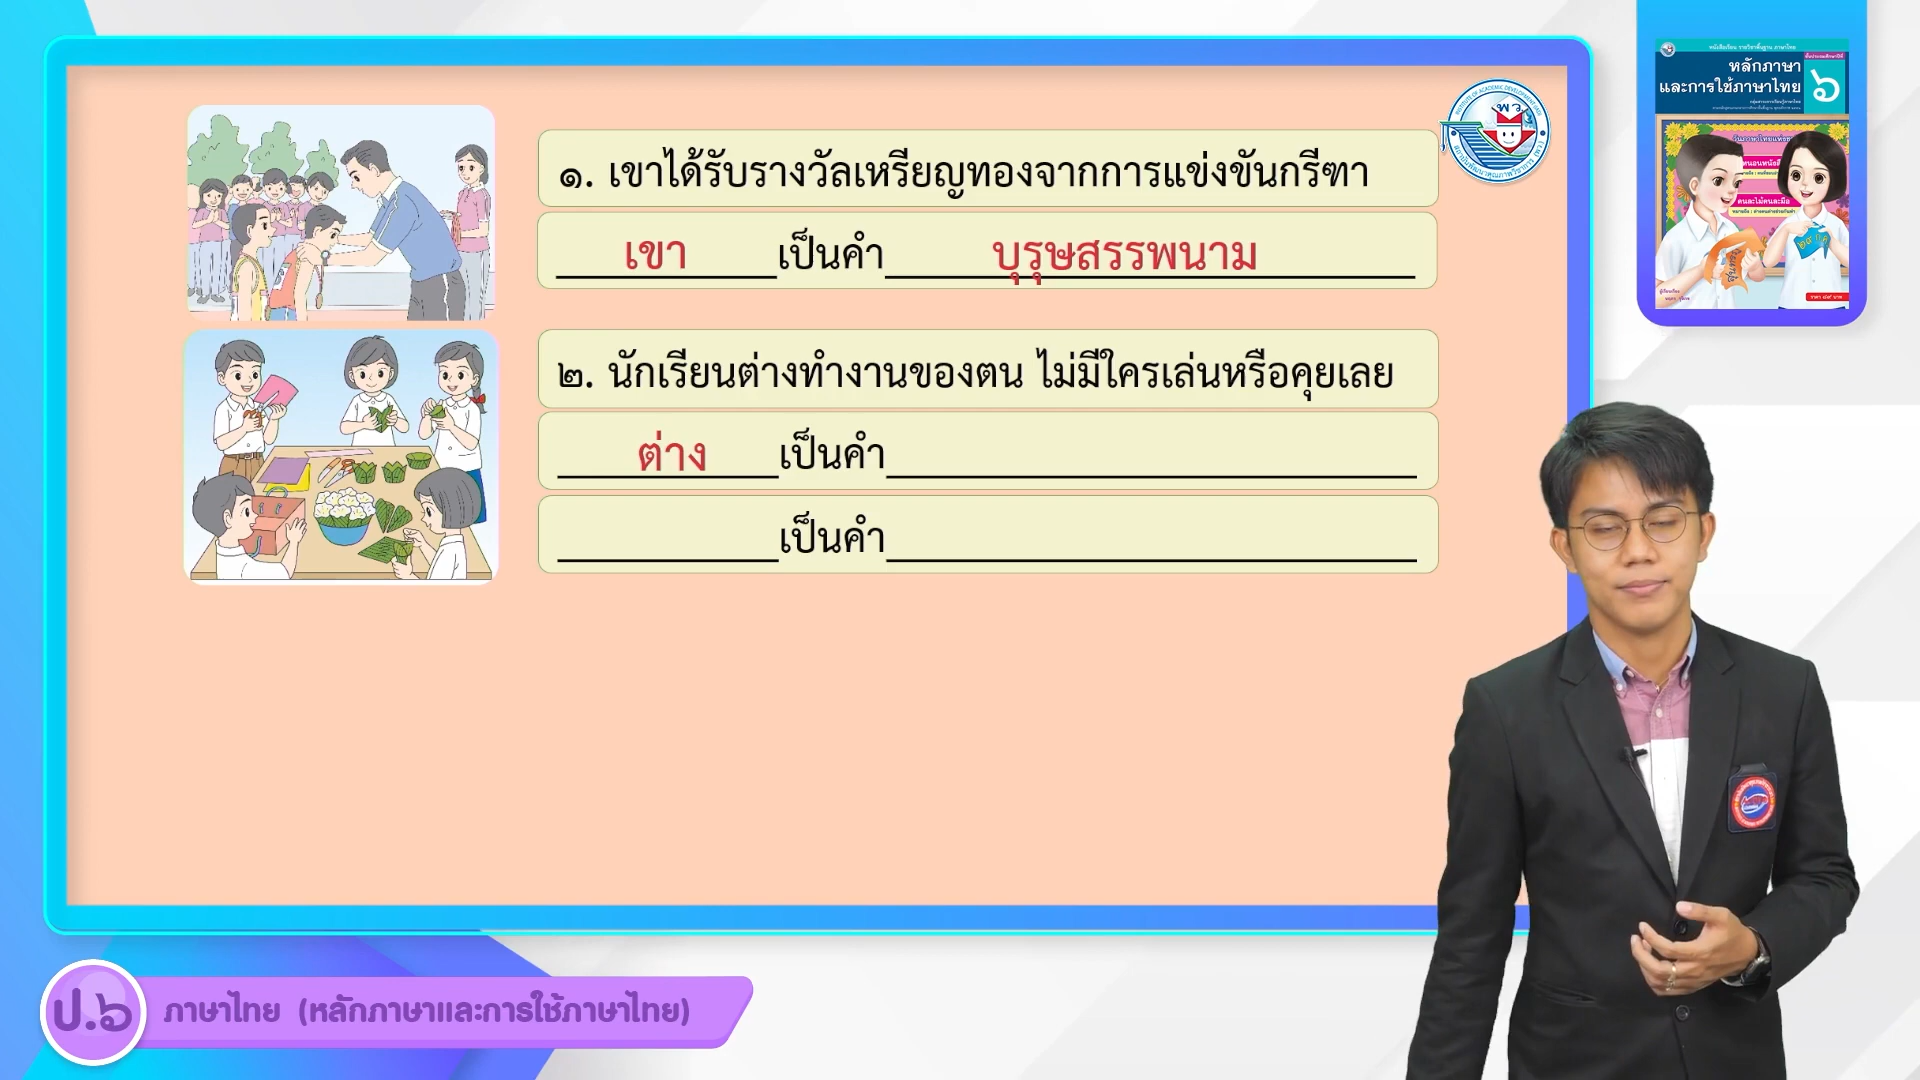 ๑. เขาได้รับรางวัลเหรียญทองจากการแข่งขันกรีฑา
เขา เป็นคำ บุรุษสรรพนาม
๒. นักเรียนต่างทำงานของตน ไม่มีใครเล่นหรือคุยเลย
ต่าง เป็นคำ
เป็นคำ
พว
หลักภาษา
และการใช้ภาษาไทย
๖
ป.๖
ภาษาไทย (หลักภาษาและการใช้ภาษาไทย)